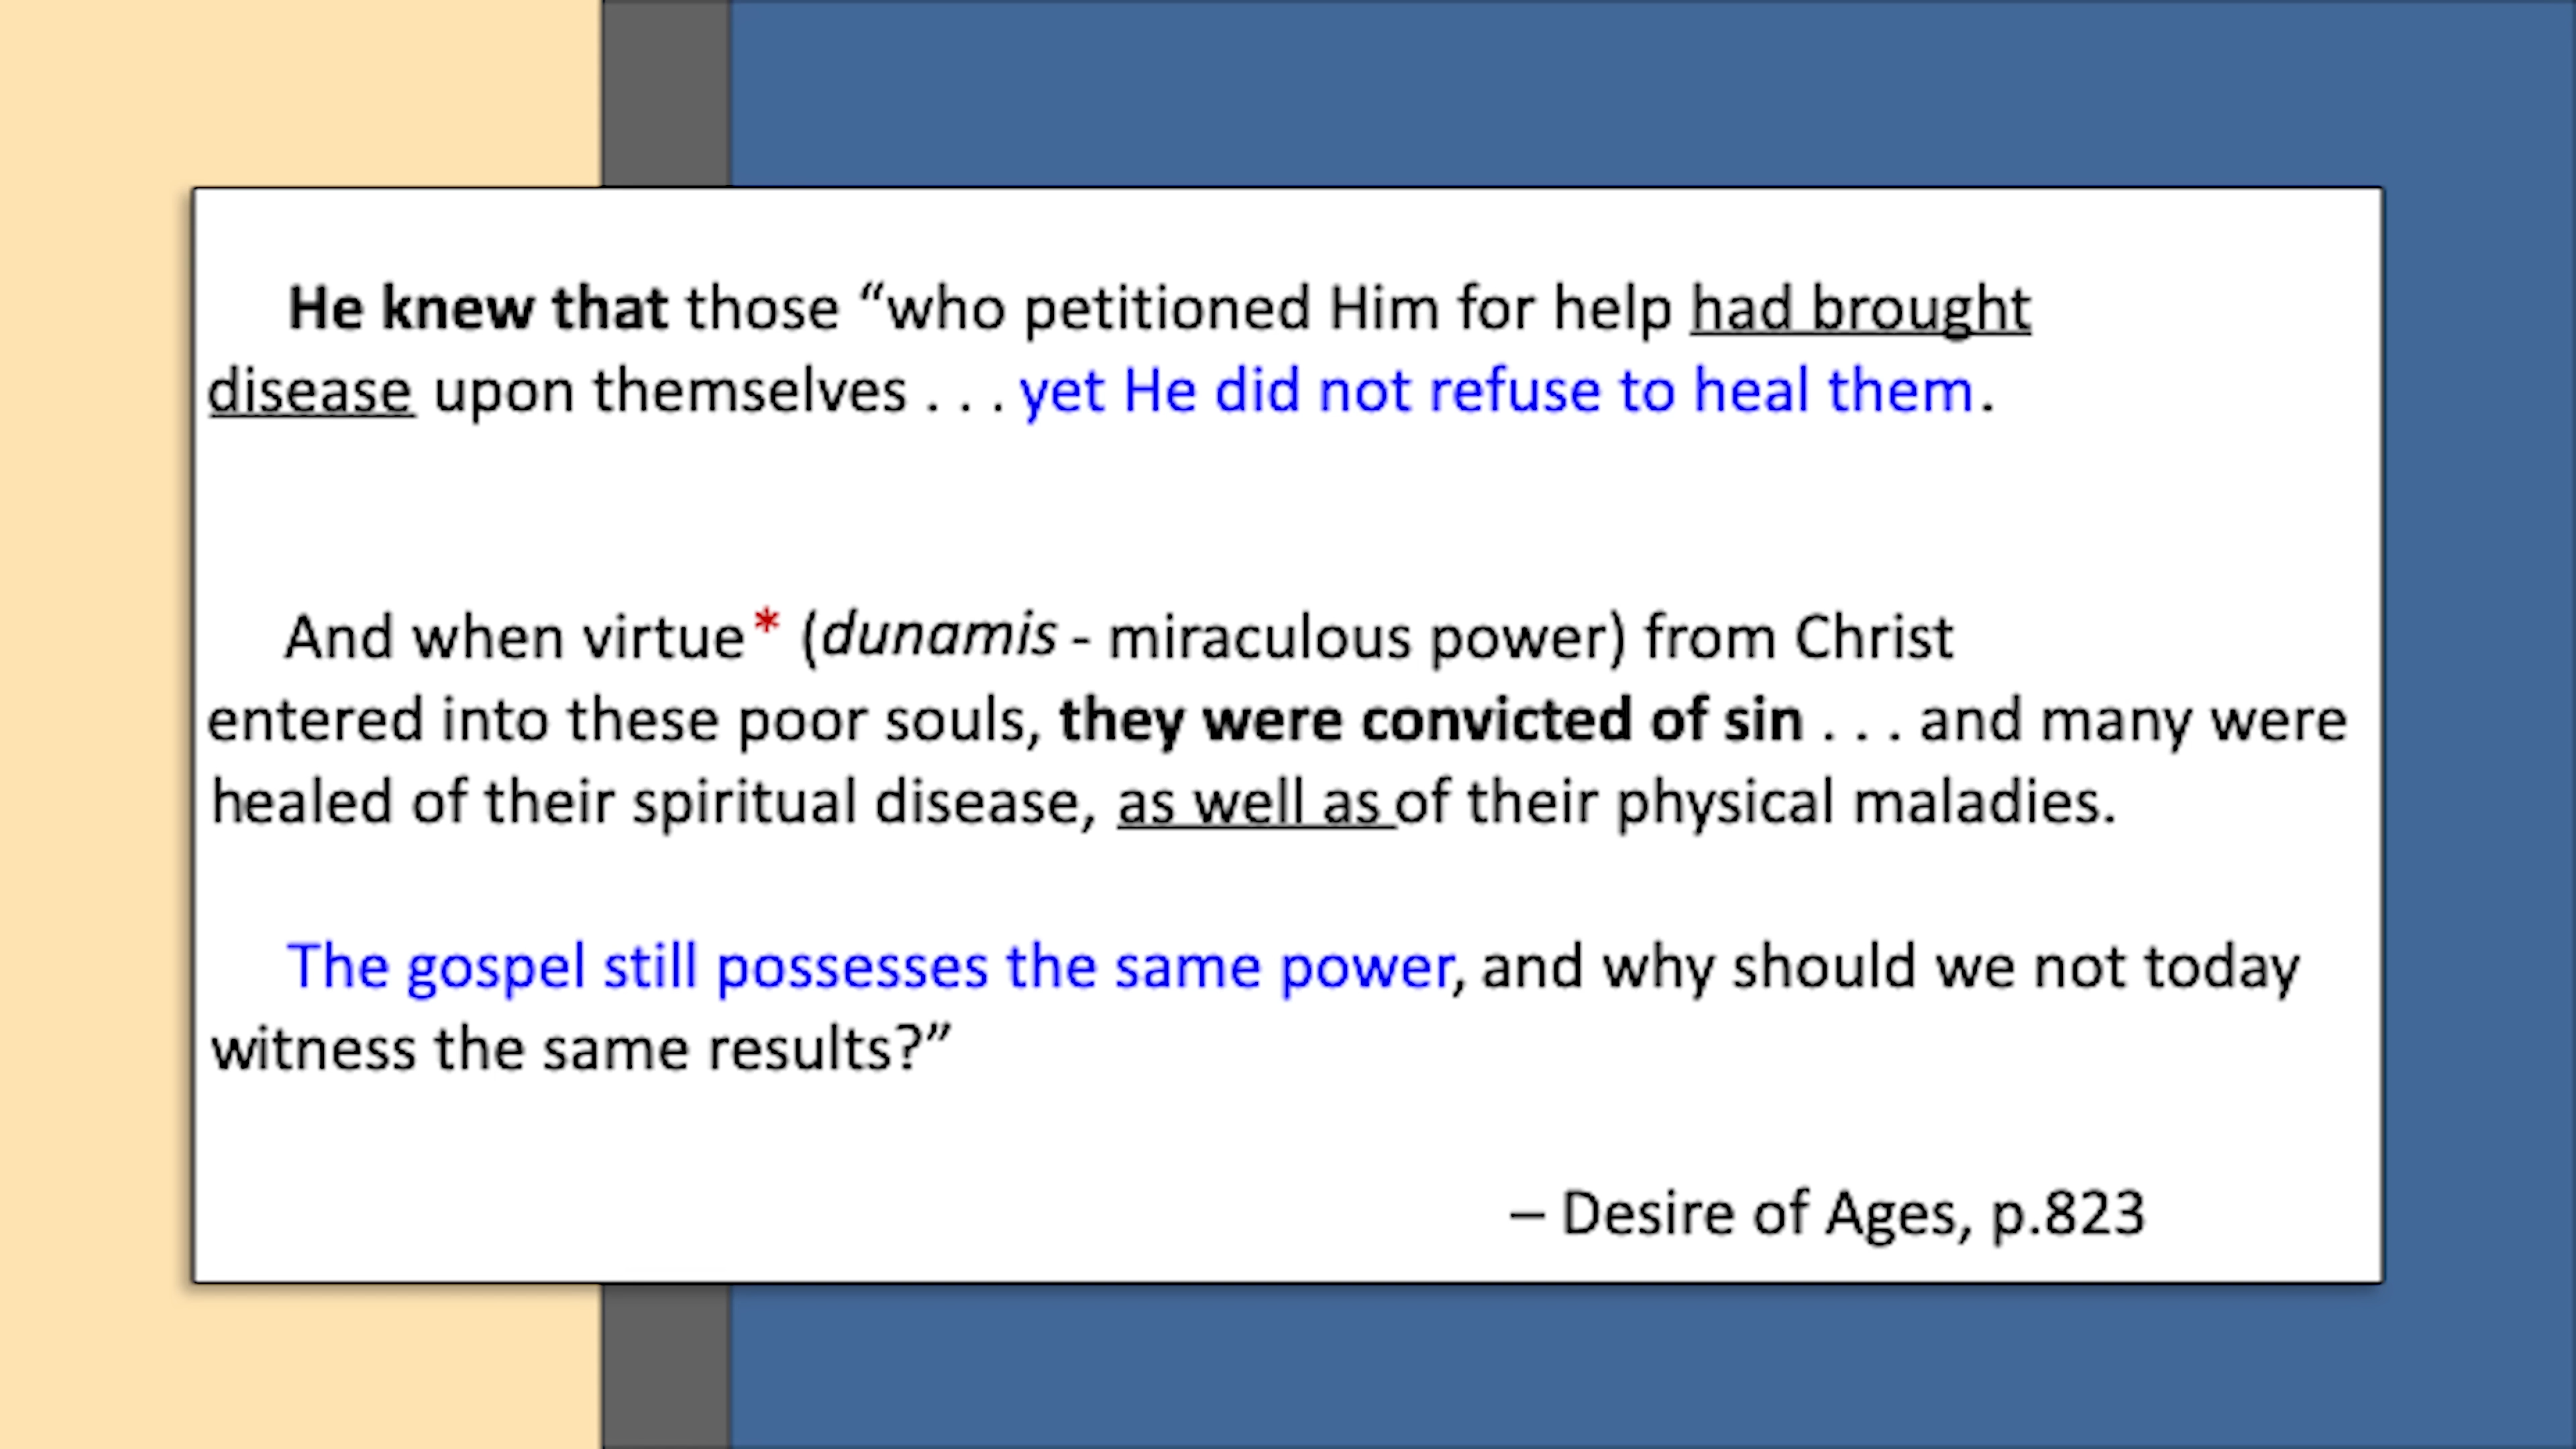 He knew that those “who petitioned Him for help had brought
disease upon themselves . . . yet He did not refuse to heal them.
And when virtue* (dunamis - miraculous power) from Christ
entered into these poor souls, they were convicted of sin . . . and many were
healed of their spiritual disease, as well as of their physical maladies.
The gospel still possesses the same power, and why should we not today
witness the same results?”
– Desire of Ages, p.823